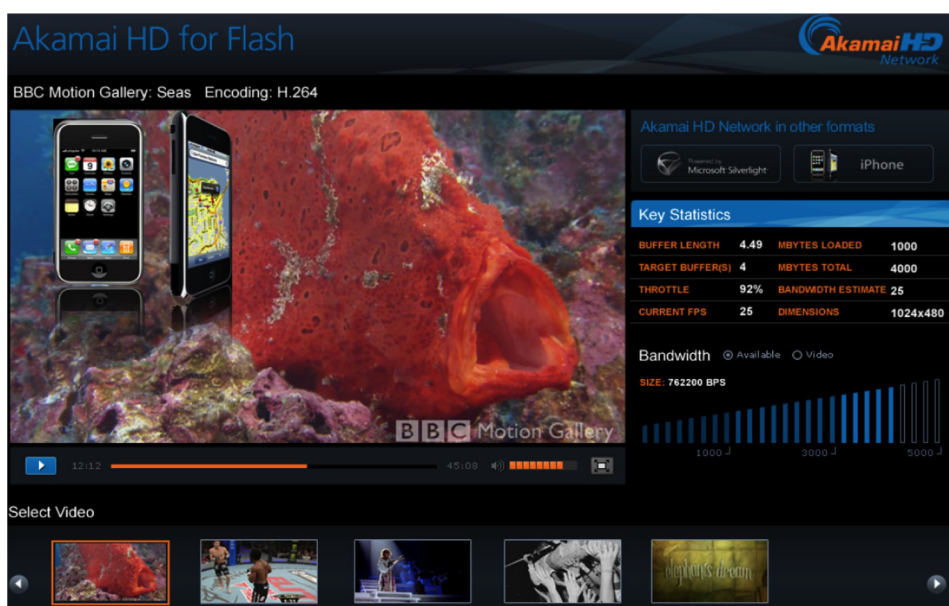 Akamai HD for Flash
AkamaiHD
Network
BBC Motion Gallery: Seas Encoding: H.264
Akamai HD Network in other formats
Powered by
Microsoft Silverlight
iPhone
Key Statistics
BUFFER LENGTH 4.49 MBYTES LOADED 1000
TARGET BUFFER(S) 4 MBYTES TOTAL 4000
THROTTLE 92% BANDWIDTH ESTIMATE 25
CURRENT FPS 25 DIMENSIONS 1024x480
Bandwidth Available Video
SIZE: 762200 BPS
1000 3000 5000
BBC Motion Gallery
12:12 45:08
Select Video
elephants dream